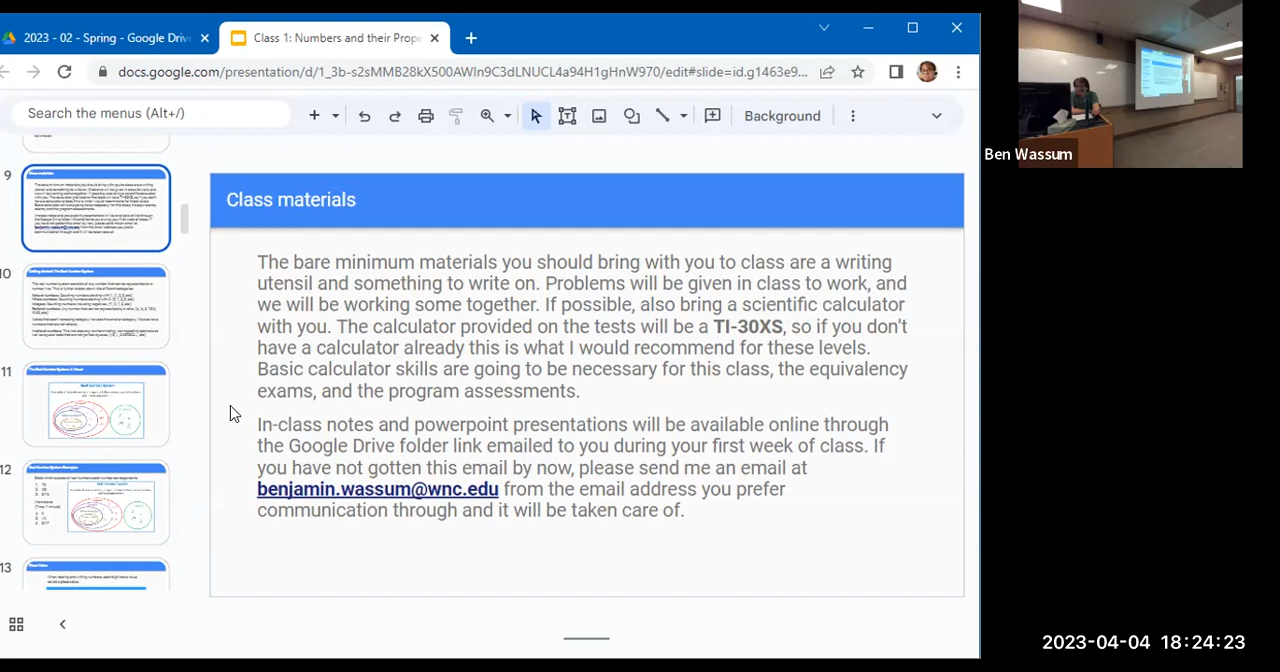 2023 - 02 - Spring - Google Driv
Class 1: Numbers and their Prope
docs.google.com/presentation/d/1_3b-s2sMMB28kX500AWln9C3dLNUCL4a94H1gHnW970/edit#slide=id.g1463e9...
Search the menus (Alt+/)
Background
9
Class materials
10
11
12
13
Class materials
The bare minimum materials you should bring with you to class are a writing
utensil and something to write on. Problems will be given in class to work, and
we will be working some together. If possible, also bring a scientific calculator
with you. The calculator provided on the tests will be a TI-30XS, so if you don't
have a calculator already this is what I would recommend for these levels.
Basic calculator skills are going to be necessary for this class, the equivalency
exams, and the program assessments.
In-class notes and powerpoint presentations will be available online through
the Google Drive folder link emailed to you during your first week of class. If
you have not gotten this email by now, please send me an email at
benjamin.wassum@wnc.edu from the email address you prefer
communication through and it will be taken care of.
Ben Wassum
2023-04-04 18:24:23